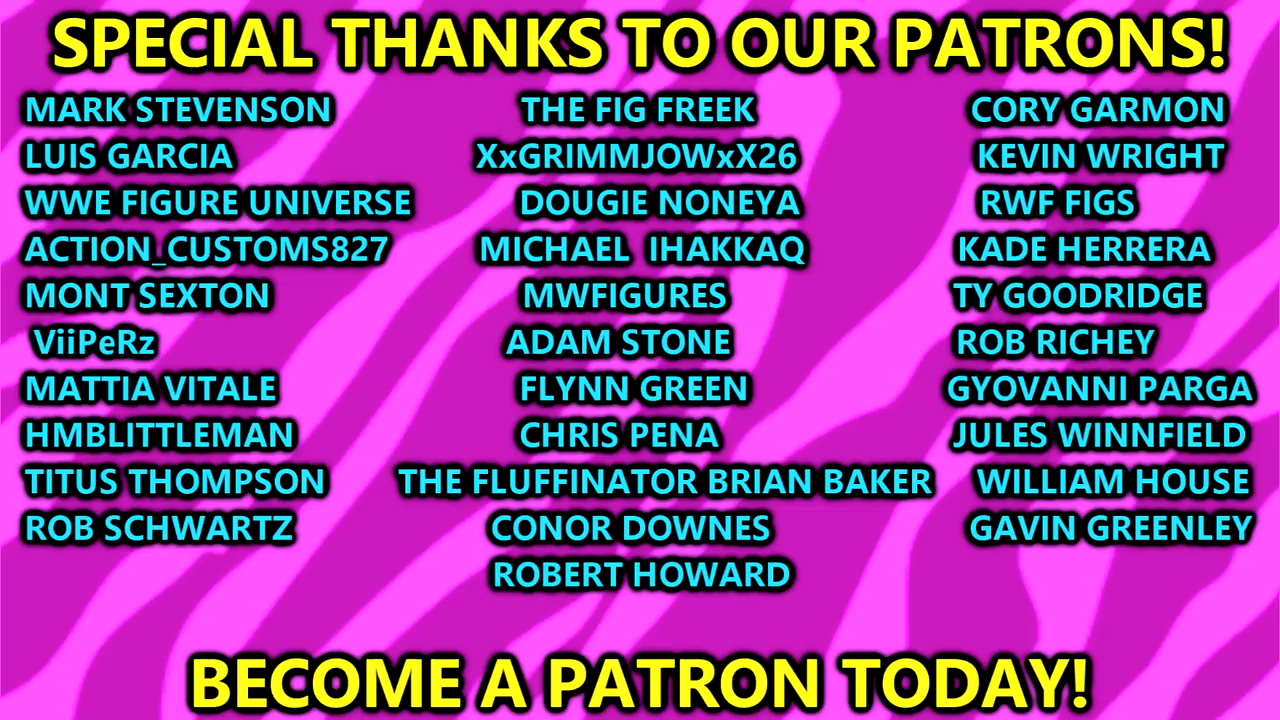 SPECIAL THANKS TO OUR PATRONS!
MARK STEVENSON THE FIG FREEK CORY GARMON
LUIS GARCIA XxGRIMMJOWxX26 KEVIN WRIGHT
WWE FIGURE UNIVERSE DOUGIE NONEYA RWF FIGS
ACTION_CUSTOMS827 MICHAEL IHAKKAQ KADE HERRERA
MONT SEXTON MWFIGURES TY GOODRIDGE
ViiPeRz ADAM STONE ROB RICHEY
MATTIA VITALE FLYNN GREEN GYOVANNI PARGA
HMBLITTLEMAN CHRIS PENA JULES WINNFIELD
TITUS THOMPSON THE FLUFFINATOR BRIAN BAKER WILLIAM HOUSE
ROB SCHWARTZ CONOR DOWNES GAVIN GREENLEY
ROBERT HOWARD
BECOME A PATRON TODAY!